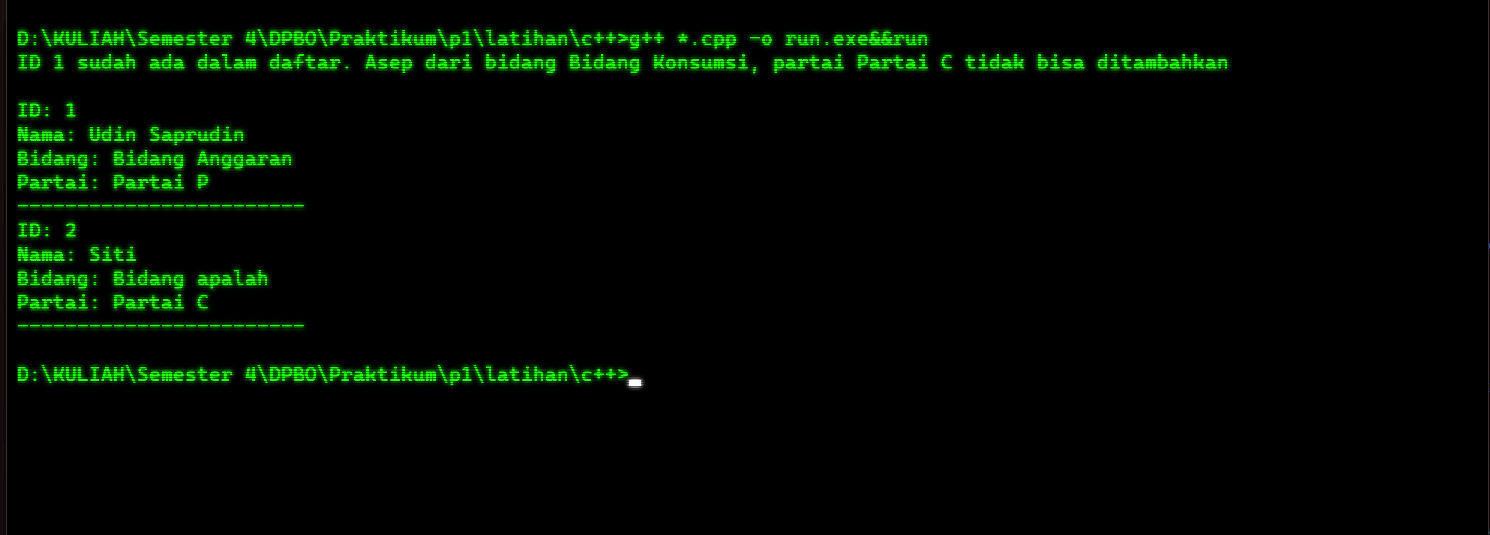 D:\KULIAH\Semester 4\DPBO\Praktikum\p1\latihan\c++>g++ *.cpp -o run.exe&&run
ID 1 sudah ada dalam daftar. Asep dari bidang Bidang Konsumsi, partai Partai C tidak bisa ditambahkan
ID: 1
Nama: Udin Saprudin
Bidang: Bidang Anggaran
Partai: Partai P
------------------------
ID: 2
Nama: Siti
Bidang: Bidang apalah
Partai: Partai C
------------------------
D:\KULIAH\Semester 4\DPBO\Praktikum\p1\latihan\c++>